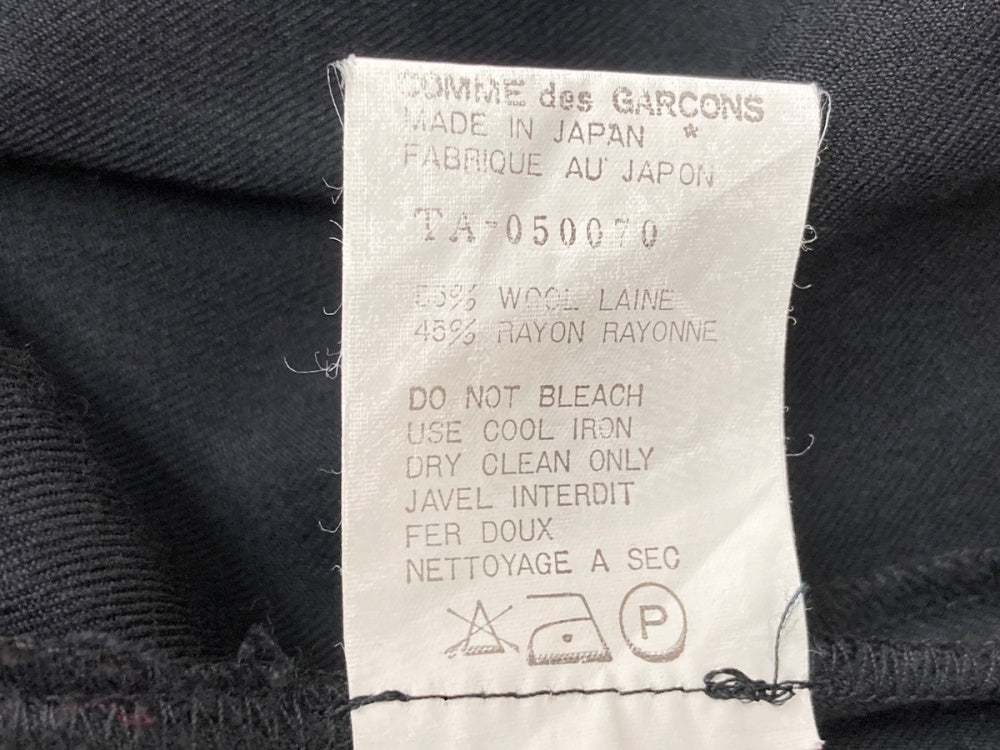 COMME des GARCONS
MADE IN JAPAN *
FABRIQUE AU JAPON
TA-050070
55% WOOL LAINE
45% RAYON RAYONNE
DO NOT BLEACH
USE COOL IRON
DRY CLEAN ONLY
JAVEL INTERDIT
FER DOUX
NETTOYAGE A SEC
P